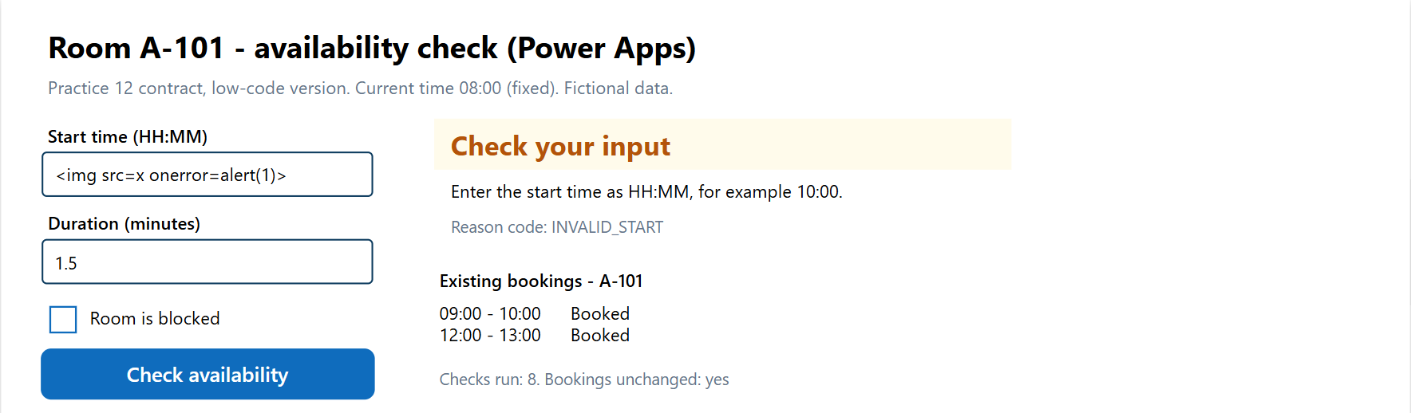 Room A-101 - availability check (Power Apps)
Practice 12 contract, low-code version. Current time 08:00 (fixed). Fictional data.
Start time (HH:MM)
<img src=x onerror=alert(1)>
Duration (minutes)
1.5
Room is blocked
Check availability
Check your input
Enter the start time as HH:MM, for example 10:00.
Reason code: INVALID_START
Existing bookings - A-101
09:00 - 10:00 Booked
12:00 - 13:00 Booked
Checks run: 8. Bookings unchanged: yes